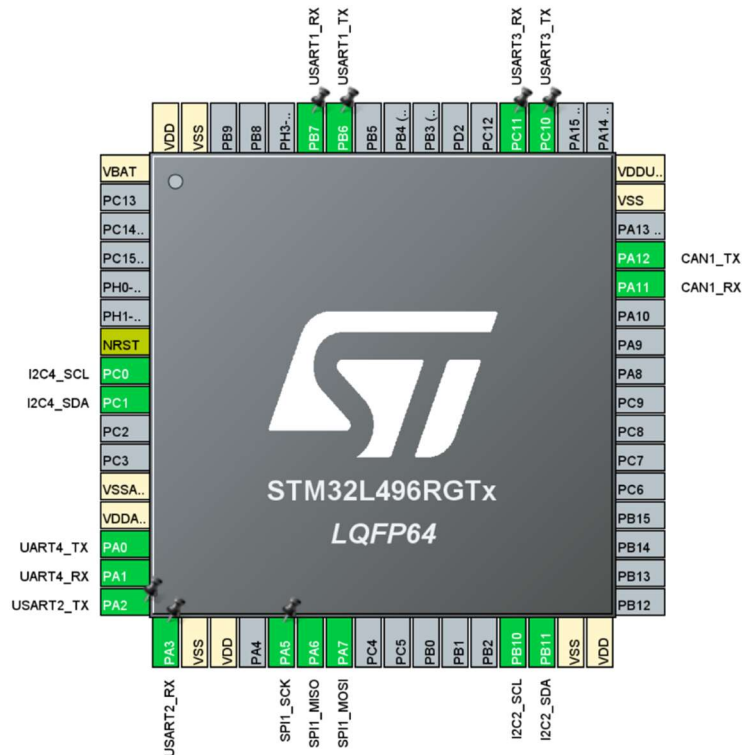 USART1_RX
USART1_TX
USART3_RX
USART3_TX
VDD
VSS
PB9
PB8
PH3-..
PB7
PB6
PB5
PB4 (..
PB3 (..
PD2
PC12
PC11
PC10
PA15 ..
PA14 ..
VBAT
PC13
PC14..
PC15..
PH0-..
PH1-..
NRST
I2C4_SCL PC0
I2C4_SDA PC1
PC2
PC3
VSSA..
VDDA..
UART4_TX PA0
UART4_RX PA1
USART2_TX PA2
STM32L496RGTx
LQFP64
VDDU..
VSS
PA13 ..
PA12 CAN1_TX
PA11 CAN1_RX
PA10
PA9
PA8
PC9
PC8
PC7
PC6
PB15
PB14
PB13
PB12
PA3
VSS
VDD
PA4
PA5
PA6
PA7
PC4
PC5
PB0
PB1
PB2
PB10
PB11
VSS
VDD
USART2_RX
SPI1_SCK
SPI1_MISO
SPI1_MOSI
I2C2_SCL
I2C2_SDA